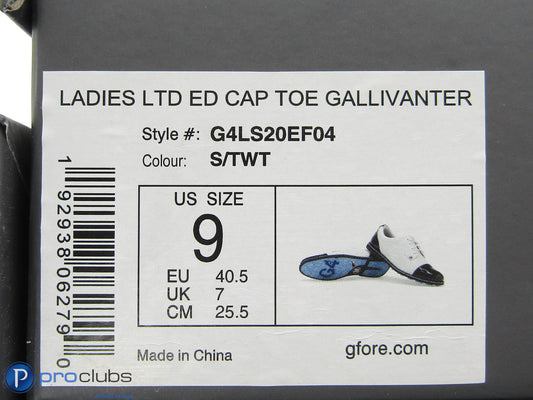 LADIES LTD ED CAP TOE GALLIVANTER
Style #: G4LS20EF04
Colour: S/TWT
1 92938 06279 0
US SIZE
9
EU 40.5
UK 7
CM 25.5
G4
Made in China
gfore.com
P proclubs